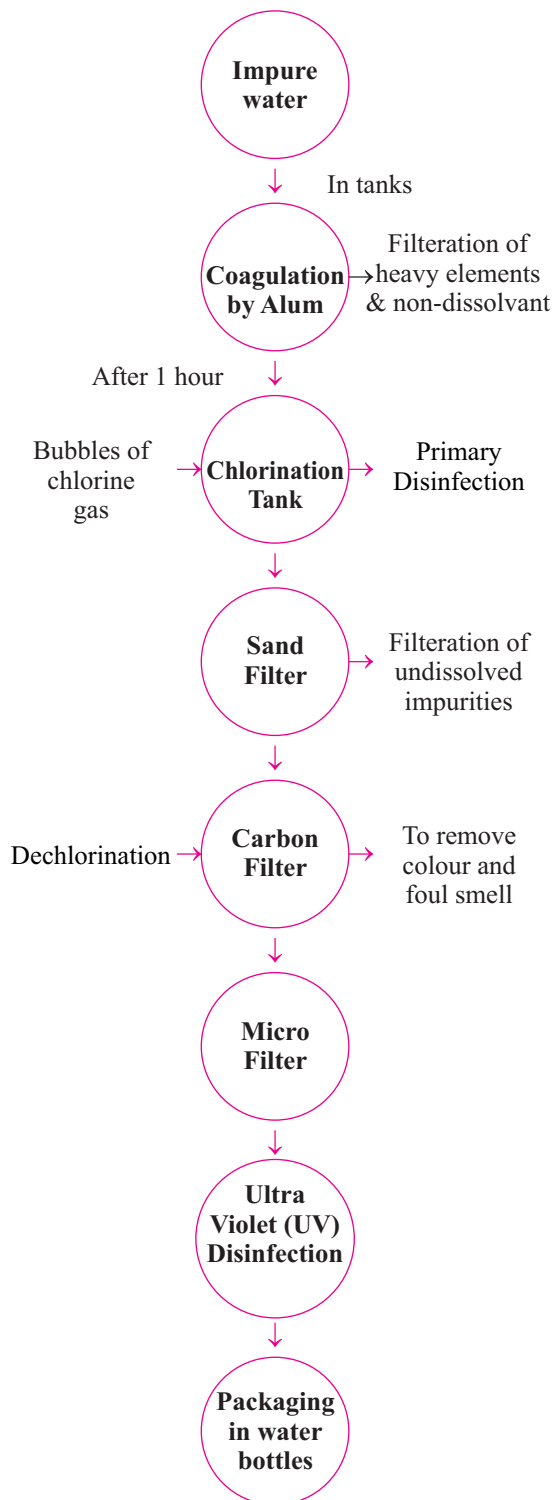 Impure
water
In tanks
Coagulation
by Alum
Filteration of
heavy elements
& non-dissolvant
After 1 hour
Bubbles of
chlorine
gas
Chlorination
Tank
Primary
Disinfection
Sand
Filter
Filteration of
undissolved
impurities
Dechlorination
Carbon
Filter
To remove
colour and
foul smell
Micro
Filter
Ultra
Violet (UV)
Disinfection
Packaging
in water
bottles